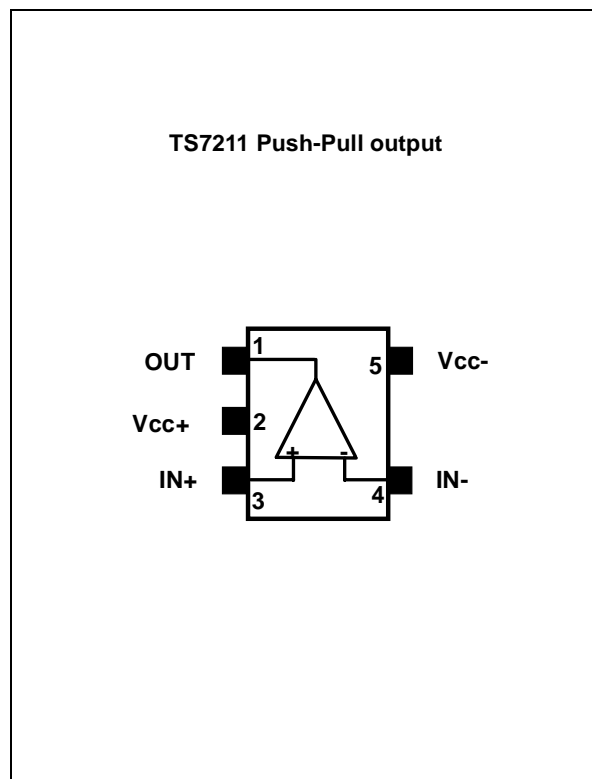 TS7211 Push-Pull output
OUT
1
5
Vcc-
Vcc+
2
IN+
3
+
-
4
IN-